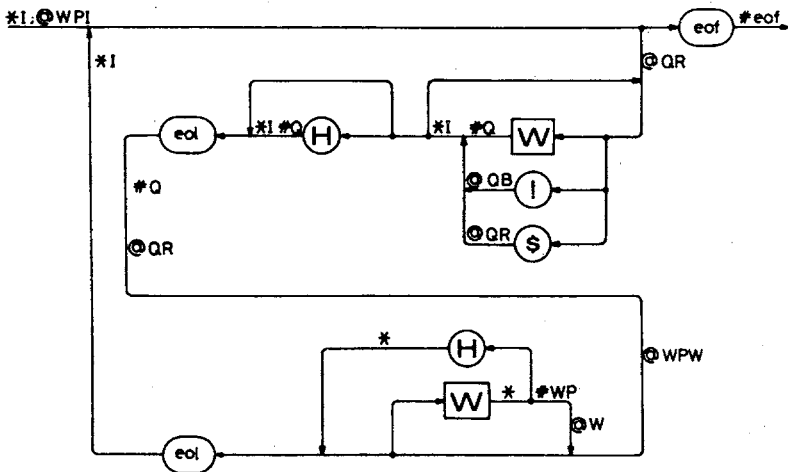 *I;@WPI
eof
#eof
*I
@QR
eol
*I #Q
H
*I
#Q
W
#Q
@QB
I
@QR
@QR
$
*
H
@WPW
W
*
#WP
@W
eol